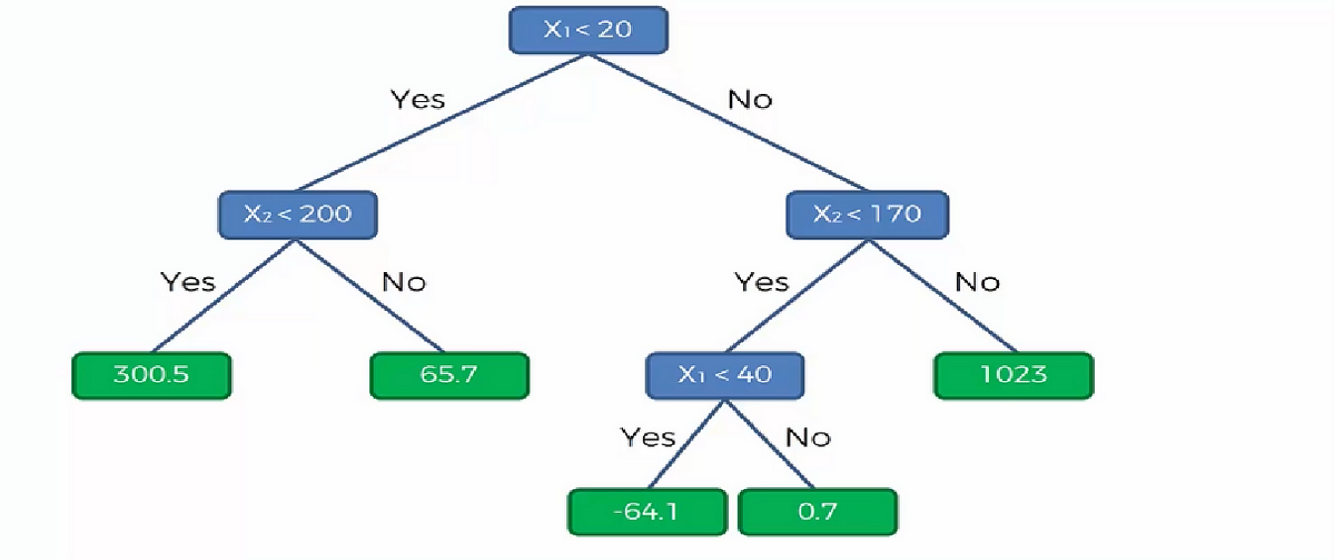 X₁ < 20
Yes
No
X₂ < 200
X₂ < 170
Yes
No
Yes
No
300.5
65.7
X₁ < 40
1023
Yes
No
-64.1
0.7